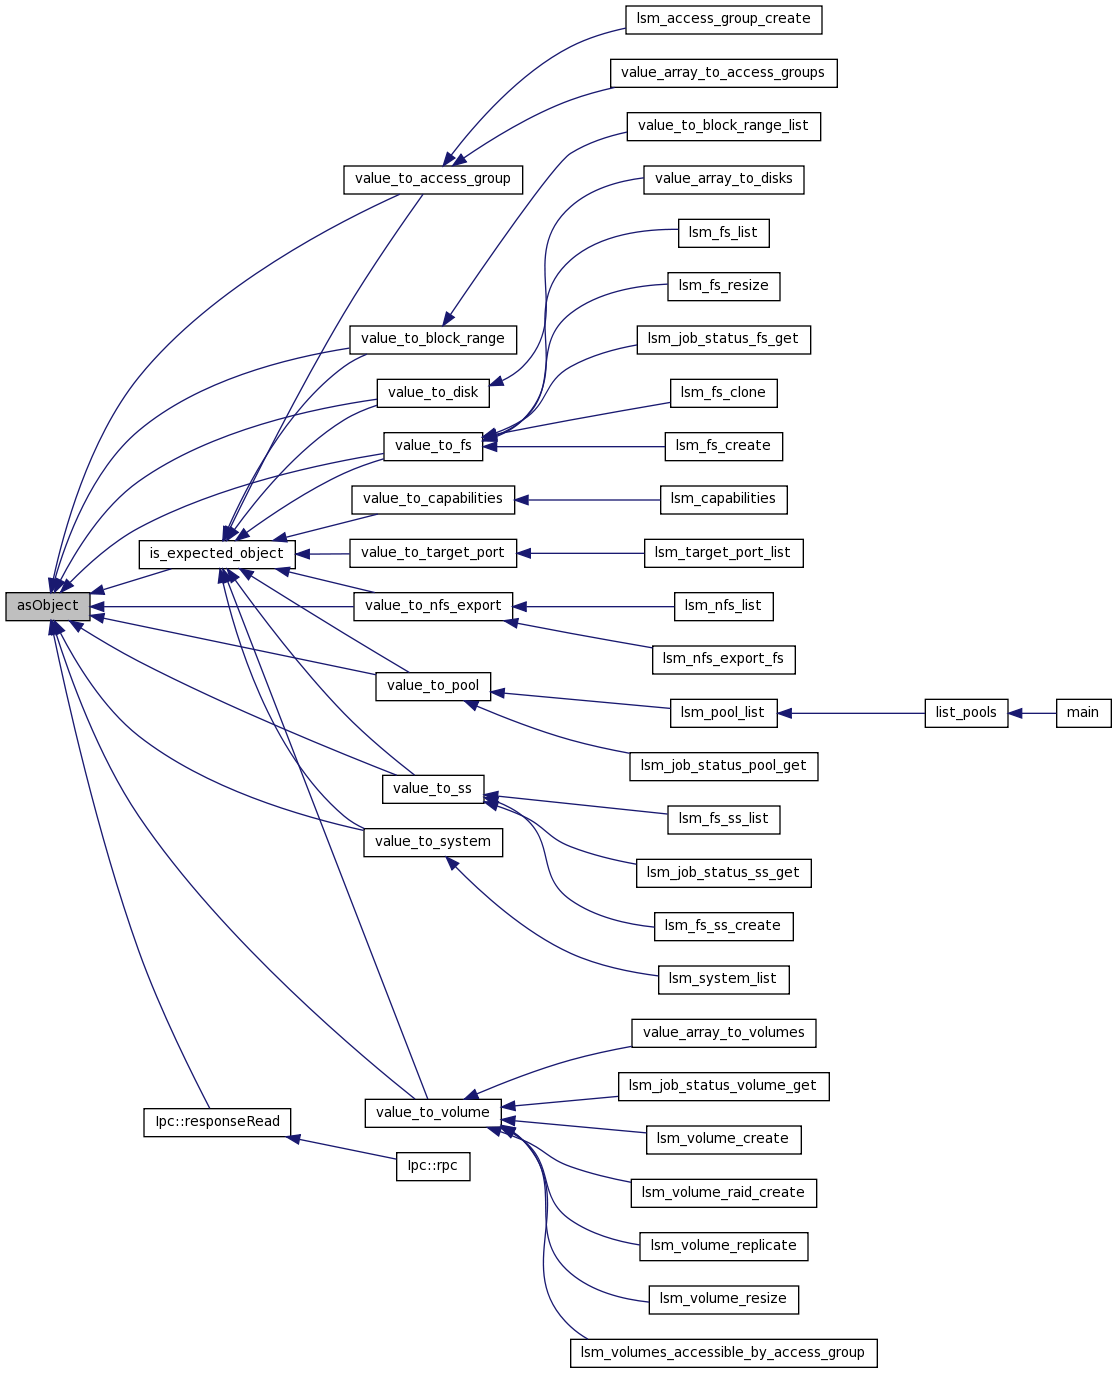 lsm_access_group_create
value_array_to_access_groups
value_to_block_range_list
value_to_access_group
value_array_to_disks
lsm_fs_list
lsm_fs_resize
value_to_block_range
lsm_job_status_fs_get
value_to_disk
lsm_fs_clone
value_to_fs
lsm_fs_create
value_to_capabilities
lsm_capabilities
is_expected_object
value_to_target_port
lsm_target_port_list
asObject
value_to_nfs_export
lsm_nfs_list
lsm_nfs_export_fs
value_to_pool
lsm_pool_list
list_pools
main
lsm_job_status_pool_get
value_to_ss
lsm_fs_ss_list
value_to_system
lsm_job_status_ss_get
lsm_fs_ss_create
lsm_system_list
value_array_to_volumes
lsm_job_status_volume_get
value_to_volume
Ipc::responseRead
lsm_volume_create
Ipc::rpc
lsm_volume_raid_create
lsm_volume_replicate
lsm_volume_resize
lsm_volumes_accessible_by_access_group